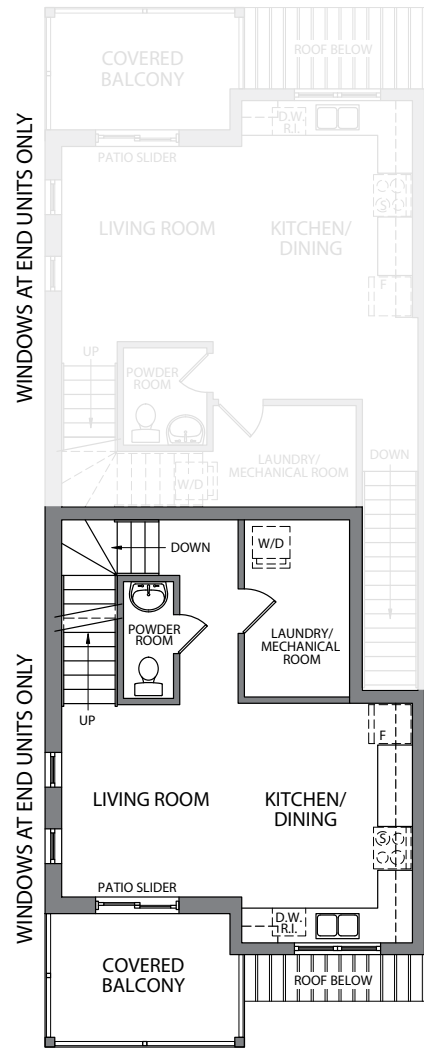 COVERED
BALCONY
ROOF BELOW
D.W.
R.I.
PATIO SLIDER
WINDOWS AT END UNITS ONLY
LIVING ROOM
KITCHEN/
DINING
S
F
UP
POWDER
ROOM
DOWN
LAUNDRY/
MECHANICAL ROOM
W/D
DOWN
W/D
POWDER
ROOM
LAUNDRY/
MECHANICAL
ROOM
UP
F
WINDOWS AT END UNITS ONLY
LIVING ROOM
KITCHEN/
DINING
S
PATIO SLIDER
D.W.
R.I.
COVERED
BALCONY
ROOF BELOW